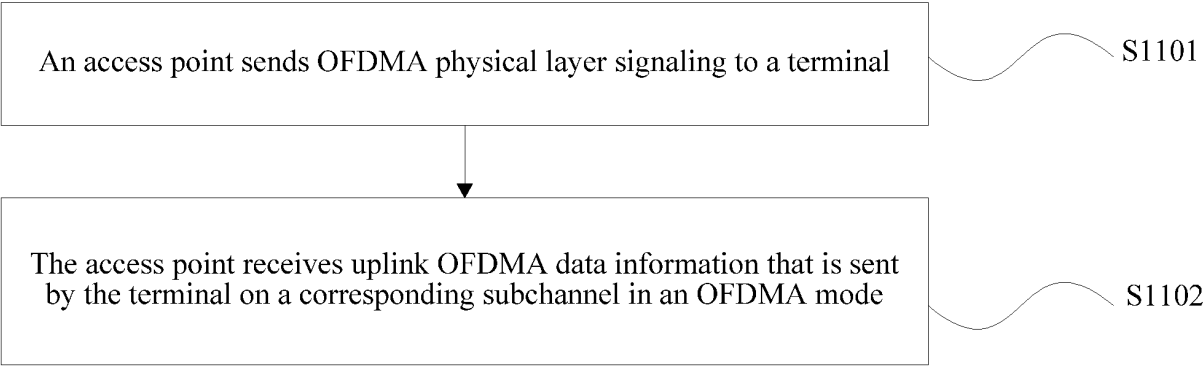 An access point sends OFDMA physical layer signaling to a terminal
S1101
The access point receives uplink OFDMA data information that is sent
by the terminal on a corresponding subchannel in an OFDMA mode
S1102